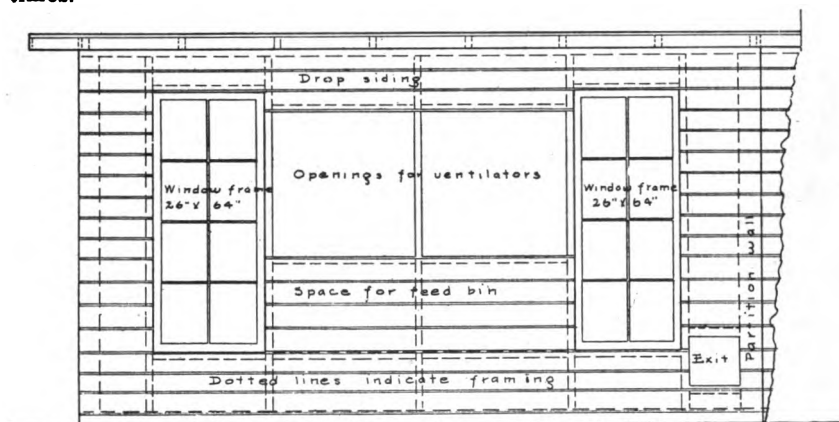 Drop siding
Openings for ventilators
Window frame
26" x 64"
Window frame
26" x 64"
Partition wall
Space for feed bin
Exit
Dotted lines indicate framing